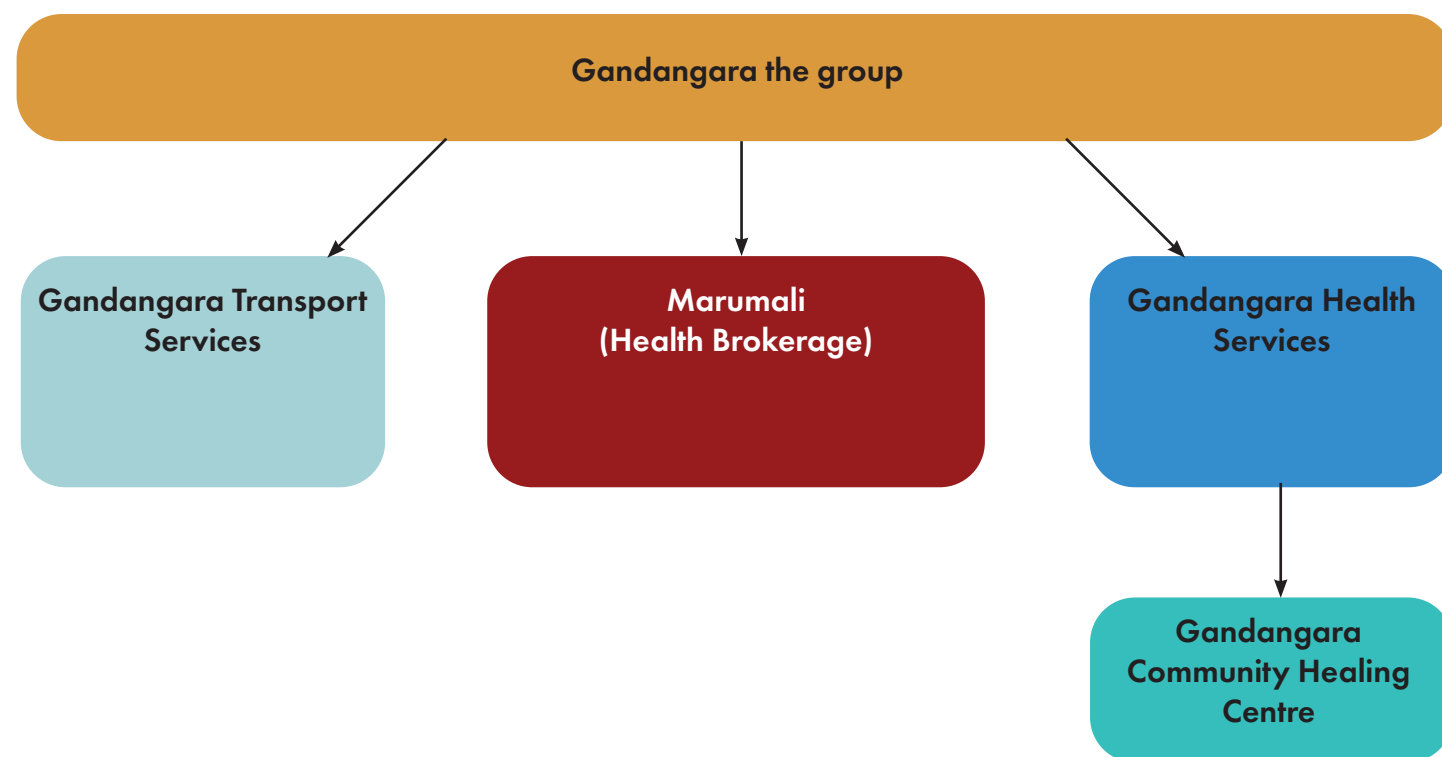 Gandangara the group
Gandangara Transport
Services
Marumali
(Health Brokerage)
Gandangara Health
Services
Gandangara
Community Healing
Centre